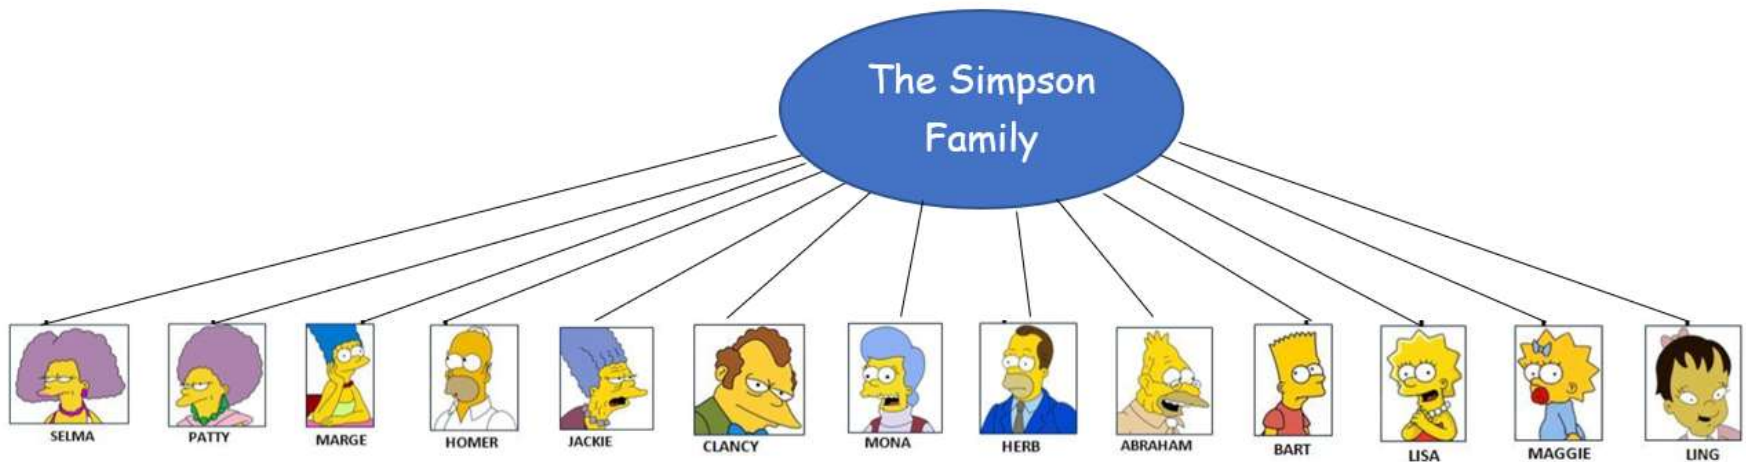 The Simpson
Family
SELMA
PATTY
MARGE
HOMER
JACKIE
CLANCY
MONA
HERB
ABRAHAM
BART
LISA
MAGGIE
LING